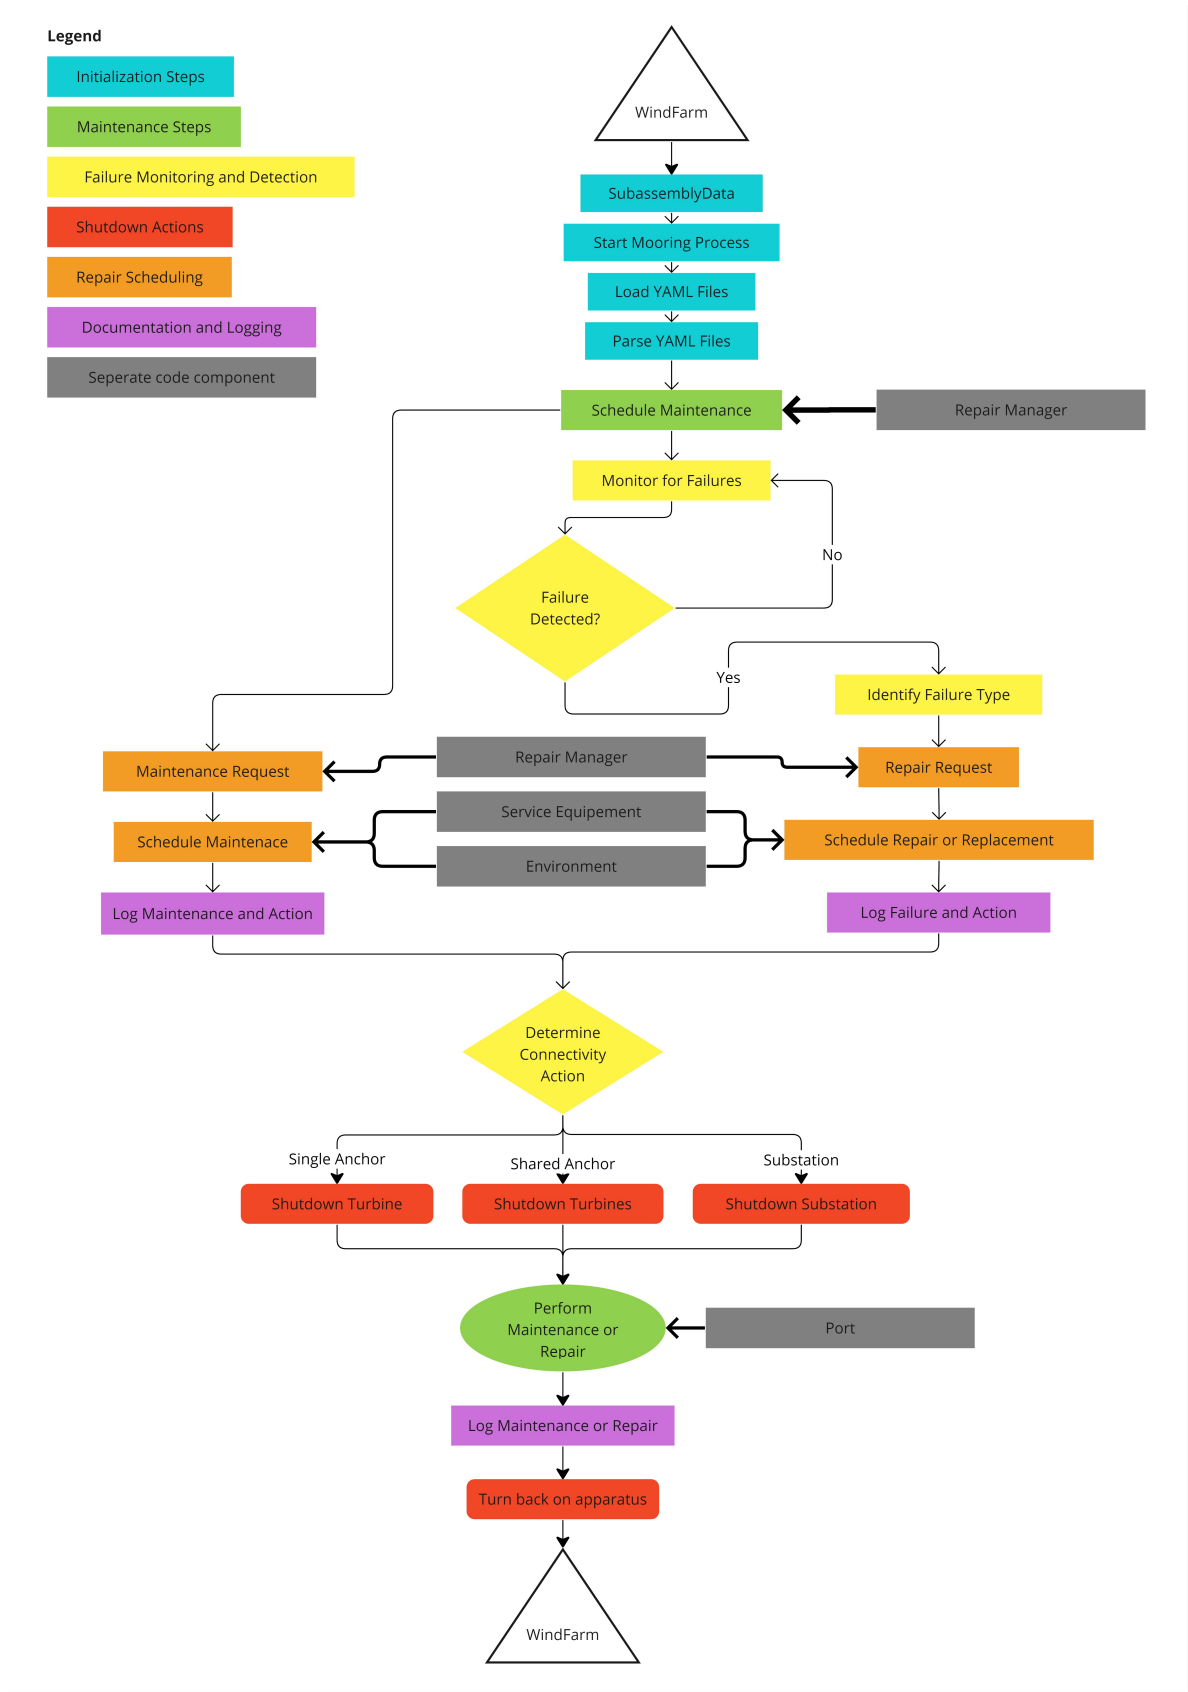 Legend
Initialization Steps
Maintenance Steps
Failure Monitoring and Detection
Shutdown Actions
Repair Scheduling
Documentation and Logging
Seperate code component
WindFarm
SubassemblyData
Start Mooring Process
Load YAML Files
Parse YAML Files
Schedule Maintenance
Repair Manager
Monitor for Failures
No
Failure
Detected?
Yes
Identify Failure Type
Maintenance Request
Repair Manager
Repair Request
Schedule Maintenace
Service Equipement
Environment
Schedule Repair or Replacement
Log Maintenance and Action
Log Failure and Action
Determine
Connectivity
Action
Single Anchor
Shared Anchor
Substation
Shutdown Turbine
Shutdown Turbines
Shutdown Substation
Perform
Maintenance or
Repair
Port
Log Maintenance or Repair
Turn back on apparatus
WindFarm